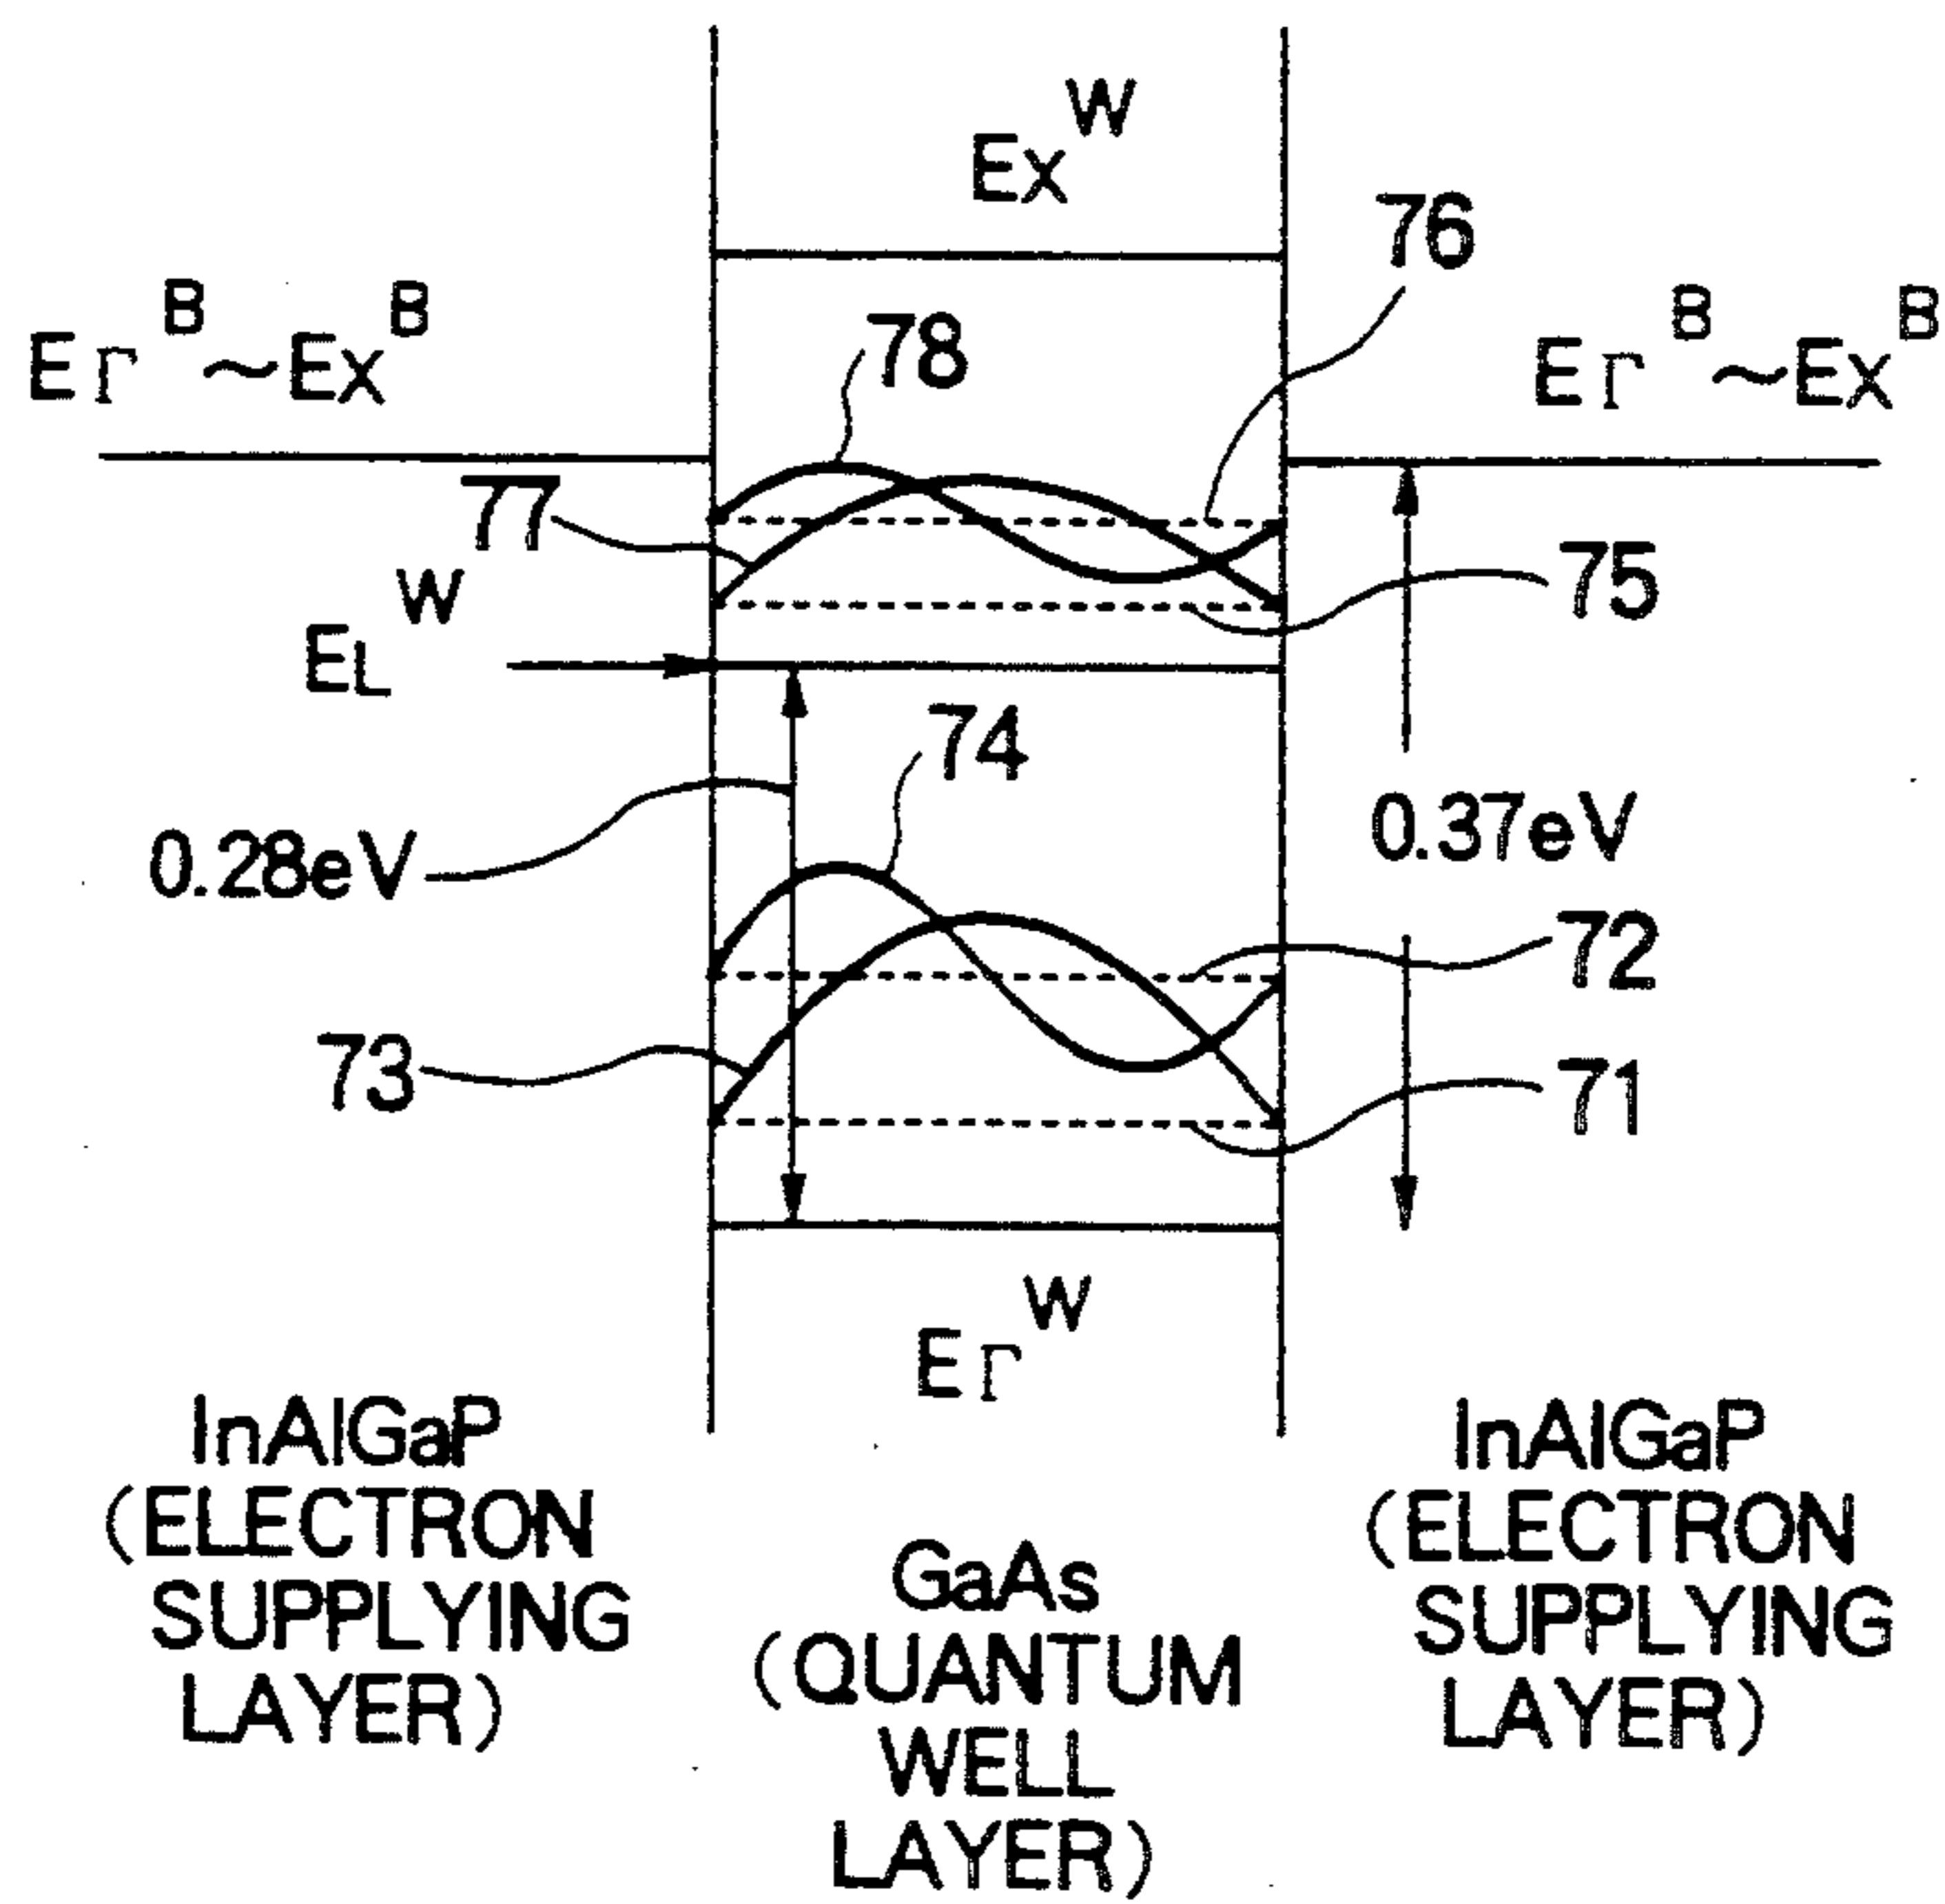 Ex^W
76
EΓ^B~Ex^B
78
EΓ^B~Ex^B
77
75
EL^W
74
0.28eV
0.37eV
72
73
71
EΓ^W
InAlGaP
(ELECTRON
SUPPLYING
LAYER)
GaAs
(QUANTUM
WELL
LAYER)
InAlGaP
(ELECTRON
SUPPLYING
LAYER)